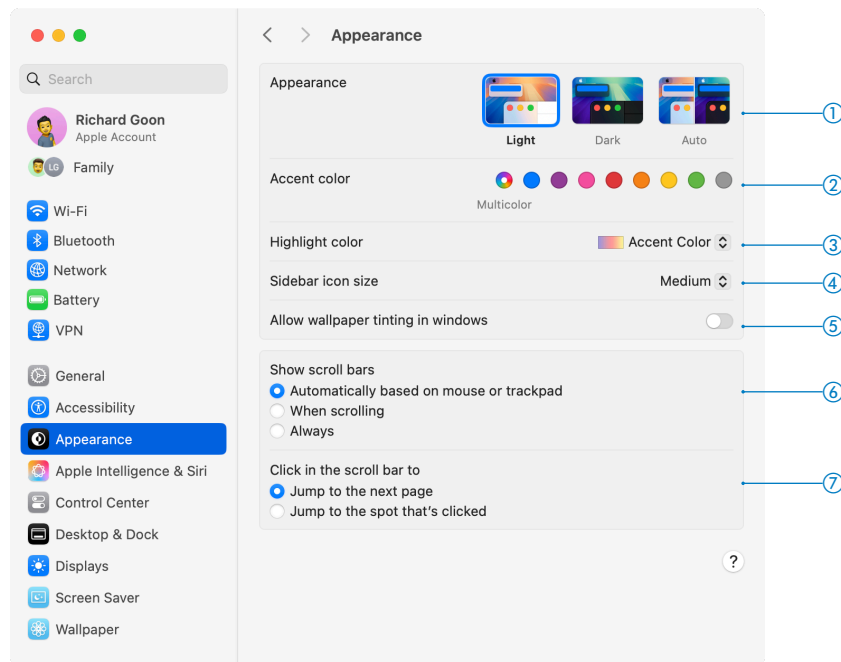 Appearance
Search
Richard Goon
Apple Account
LG Family
Wi-Fi
Bluetooth
Network
Battery
VPN
General
Accessibility
Appearance
Apple Intelligence & Siri
Control Center
Desktop & Dock
Displays
Screen Saver
Wallpaper
Appearance
Light Dark Auto
①
Accent color
Multicolor
②
Highlight color Accent Color
③
Sidebar icon size Medium
④
Allow wallpaper tinting in windows
⑤
Show scroll bars
Automatically based on mouse or trackpad
When scrolling
Always
⑥
Click in the scroll bar to
Jump to the next page
Jump to the spot that's clicked
⑦
?